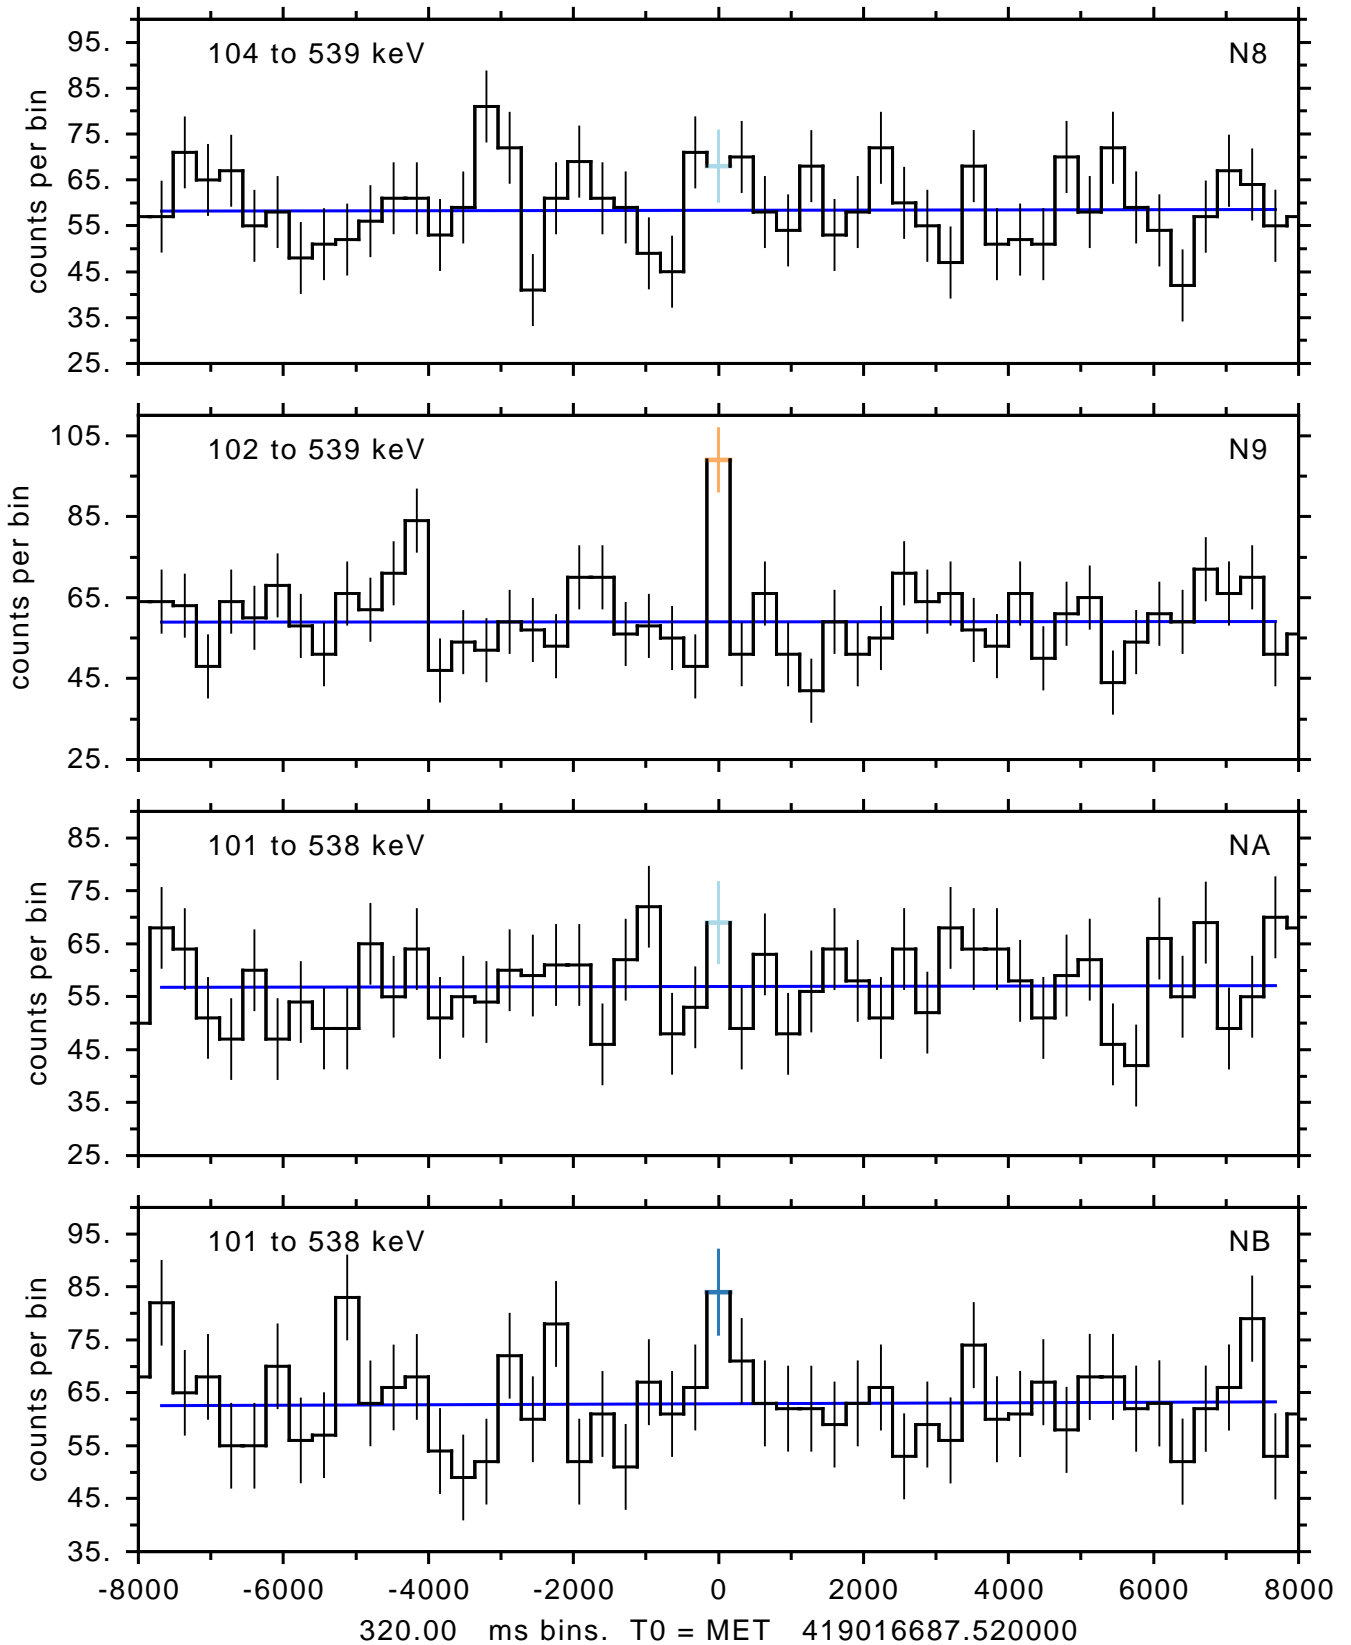 104 to 539 keV N8
95.
85.
75.
65.
55.
45.
35.
25.
counts per bin
102 to 539 keV N9
105.
85.
65.
45.
25.
counts per bin
101 to 538 keV NA
85.
75.
65.
55.
45.
35.
25.
counts per bin
101 to 538 keV NB
95.
85.
75.
65.
55.
45.
35.
counts per bin
-8000 -6000 -4000 -2000 0 2000 4000 6000 8000
320.00 ms bins. T0 = MET 419016687.520000